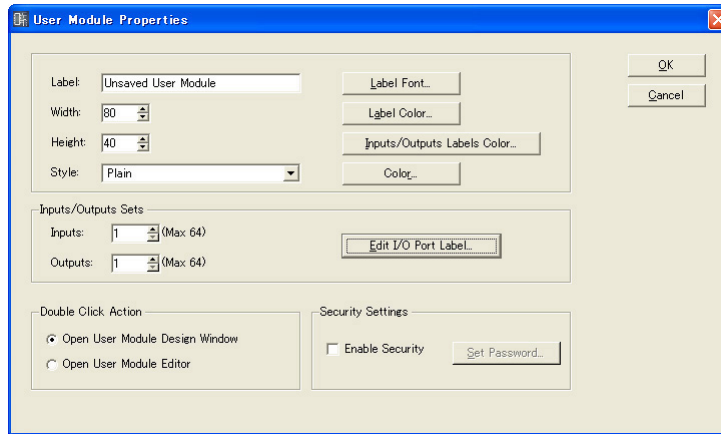 User Module Properties
Label: Unsaved User Module Label Font...
OK
Width: 80 Label Color...
Cancel
Height: 40 Inputs/Outputs Labels Color...
Style: Plain Color...
Inputs/Outputs Sets
Inputs: 1 (Max 64)
Edit I/O Port Label...
Outputs: 1 (Max 64)
Double Click Action
Open User Module Design Window
Open User Module Editor
Security Settings
Enable Security Set Password...